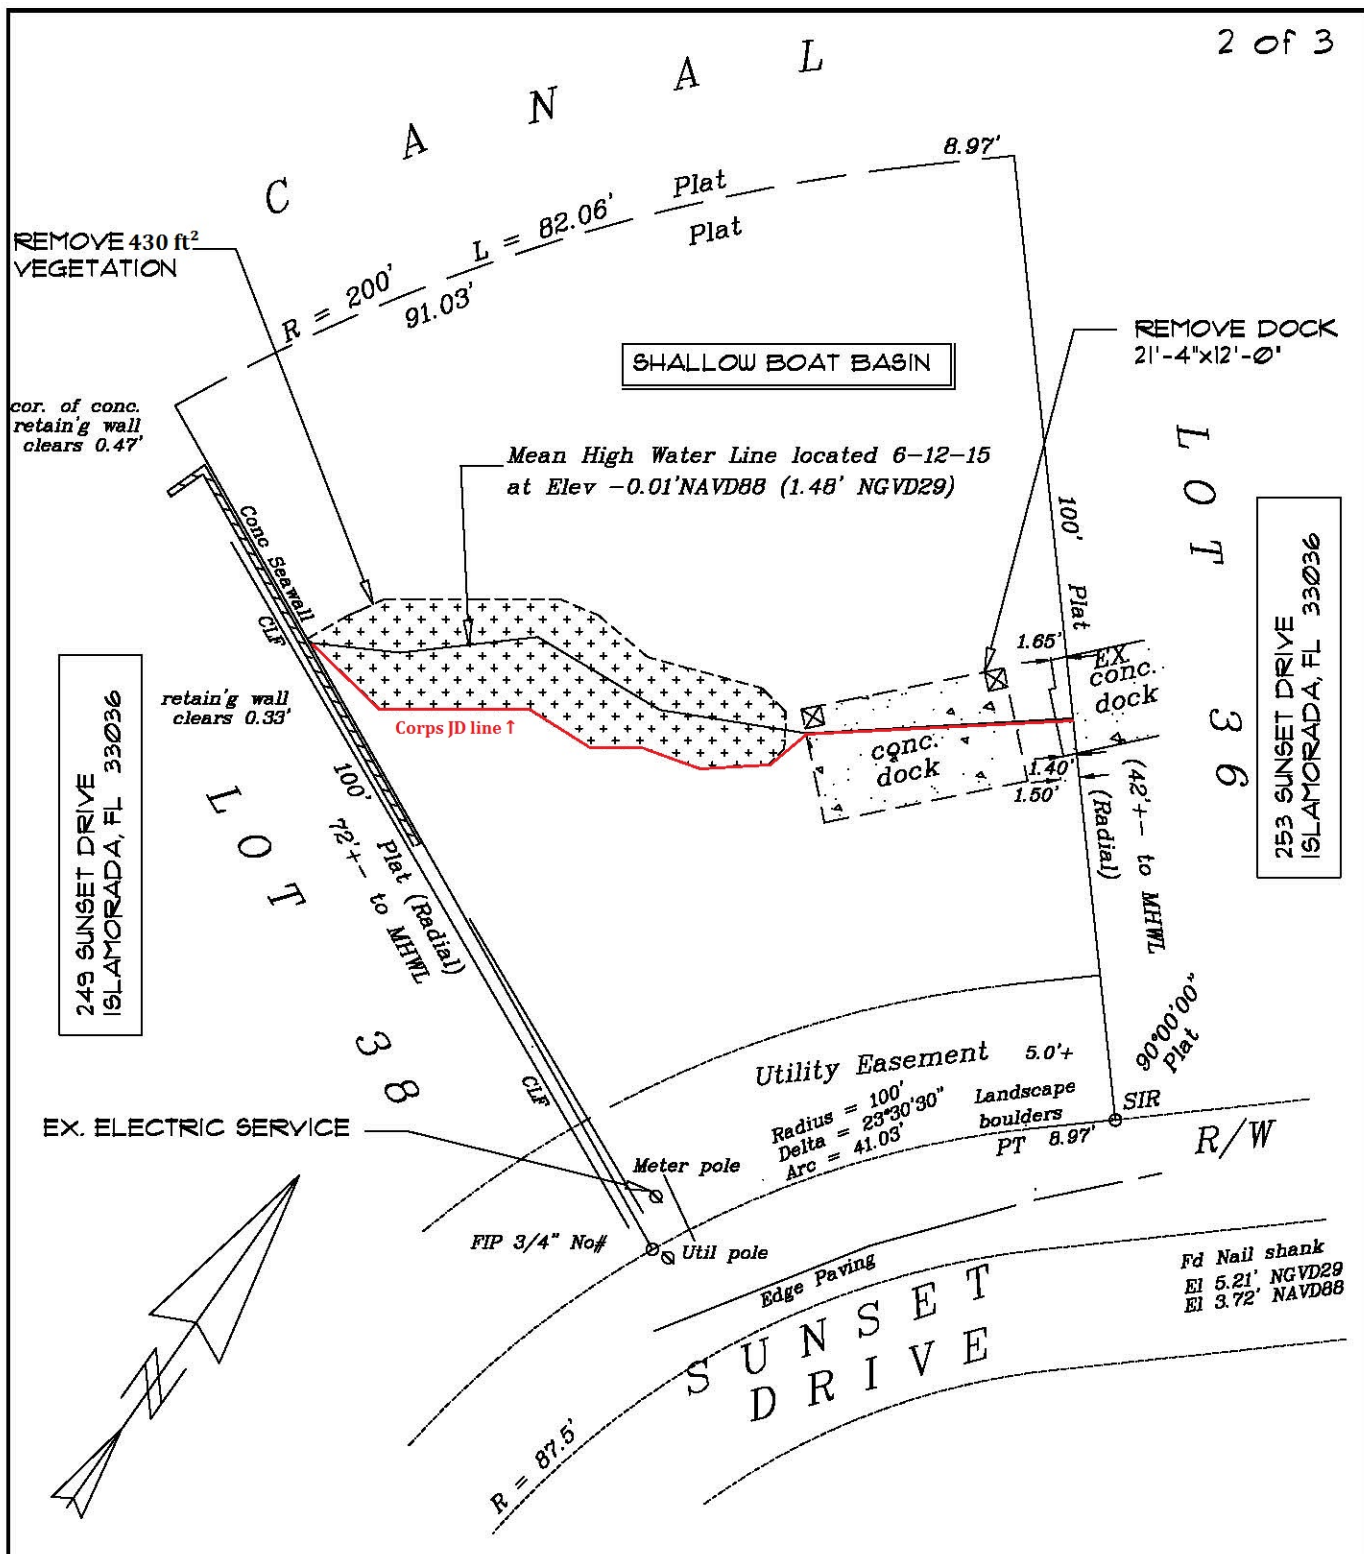 2 of 3
CANAL
8.97'
Plat
Plat
L = 82.06'
R = 200'
91.03'
REMOVE 430 ft²
VEGETATION
REMOVE DOCK
21'-4"x12'-0"
SHALLOW BOAT BASIN
cor. of conc.
retain'g wall
clears 0.47'
Mean High Water Line located 6-12-15
at Elev -0.01'NAVD88 (1.48' NGVD29)
LOT 36
100' Plat
Conc Seawall
CLF
253 SUNSET DRIVE
ISLAMORADA, FL 33036
1.65'
EX.
conc.
dock
retain'g wall
clears 0.33'
Corps JD line ↑
conc.
dock
1.40'
1.50'
(42'+- to MHWL
(Radial)
249 SUNSET DRIVE
ISLAMORADA, FL 33036
LOT 38
100' Plat (Radial)
72'+- to MHWL
90°00'00"
Plat
Utility Easement
5.0'+
CLF
Radius = 100'
Delta = 23°30'30"
Arc = 41.03'
Landscape
boulders
PT 8.97'
SIR
EX. ELECTRIC SERVICE
R/W
Meter pole
FIP 3/4" No#
Util pole
Edge Paving
Fd Nail shank
El 5.21' NGVD29
El 3.72' NAVD88
SUNSET
DRIVE
R = 87.5'
N